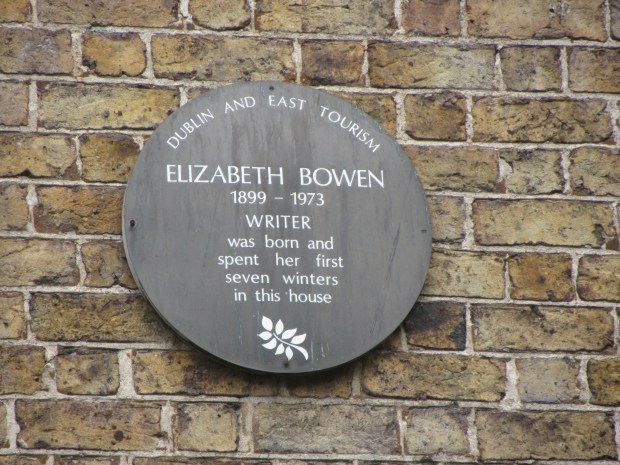 DUBLIN AND EAST TOURISM
ELIZABETH BOWEN
1899 - 1973
WRITER
was born and
spent her first
seven winters
in this house